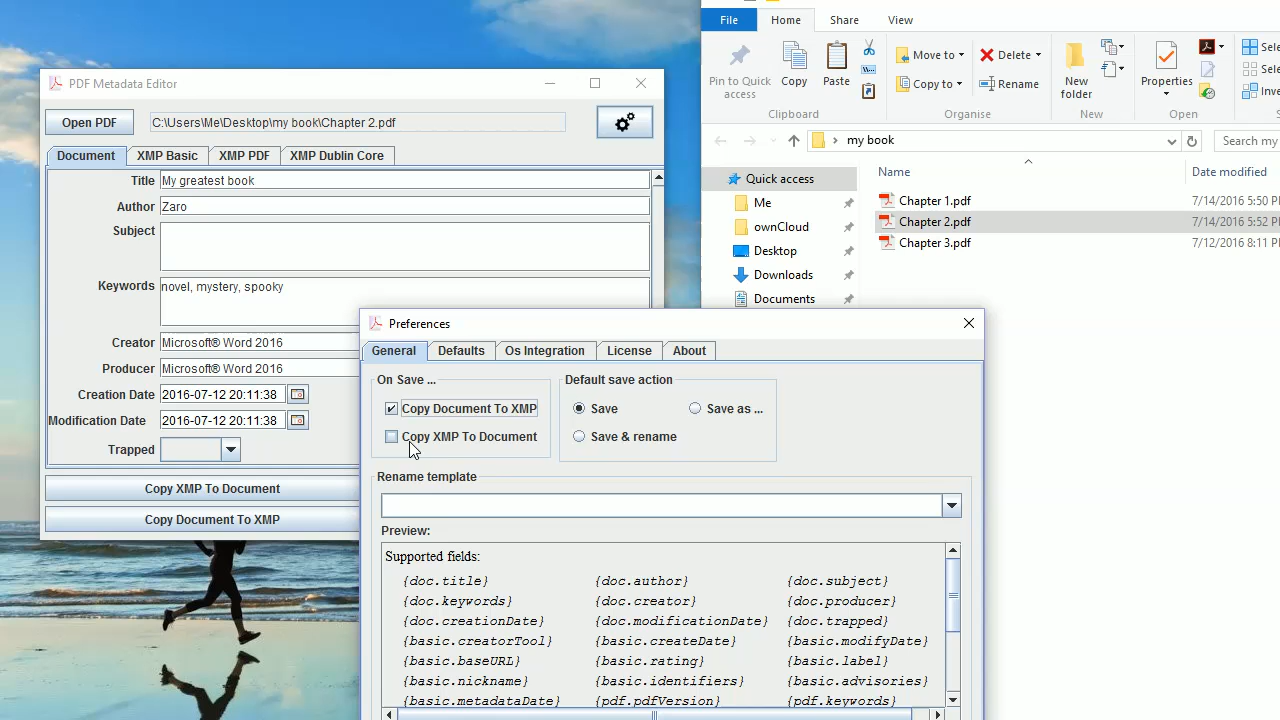 PDF Metadata Editor
Open PDF C:\Users\Me\Desktop\my book\Chapter 2.pdf
Document XMP Basic XMP PDF XMP Dublin Core
Title My greatest book
Author Zaro
Subject
Keywords novel, mystery, spooky
Creator Microsoft® Word 2016
Producer Microsoft® Word 2016
Creation Date 2016-07-12 20:11:38
Modification Date 2016-07-12 20:11:38
Trapped
Copy XMP To Document
Copy Document To XMP
File Home Share View
Pin to Quick access
Copy
Paste
Move to
Copy to
Delete
Rename
New folder
Properties
Clipboard Organise New Open
my book
Search my
Name Date modified
Quick access
Me
ownCloud
Desktop
Downloads
Documents
Chapter 1.pdf 7/14/2016 5:50 P
Chapter 2.pdf 7/14/2016 5:52 P
Chapter 3.pdf 7/12/2016 8:11 P
Preferences
General Defaults Os Integration License About
On Save ...
Copy Document To XMP
Copy XMP To Document
Default save action
Save Save as ...
Save & rename
Rename template
Preview:
Supported fields:
{doc.title} {doc.author} {doc.subject}
{doc.keywords} {doc.creator} {doc.producer}
{doc.creationDate} {doc.modificationDate} {doc.trapped}
{basic.creatorTool} {basic.createDate} {basic.modifyDate}
{basic.baseURL} {basic.rating} {basic.label}
{basic.nickname} {basic.identifiers} {basic.advisories}
{basic.metadataDate} {pdf.pdfVersion} {pdf.keywords}